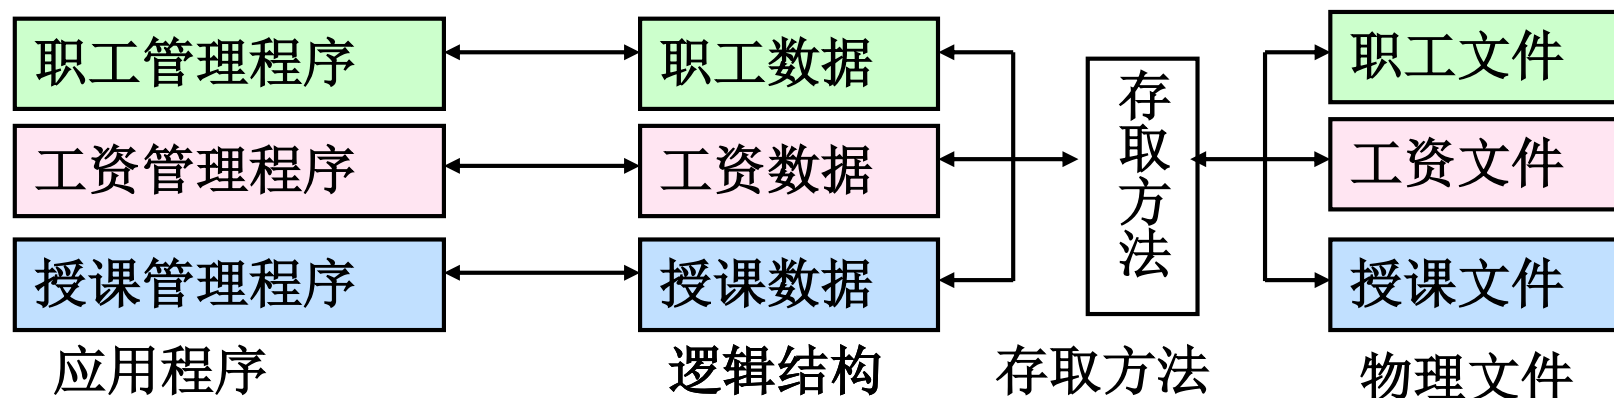 职工管理程序
职工数据
职工文件
工资管理程序
工资数据
工资文件
授课管理程序
授课数据
授课文件
存取方法
应用程序
逻辑结构
存取方法
物理文件